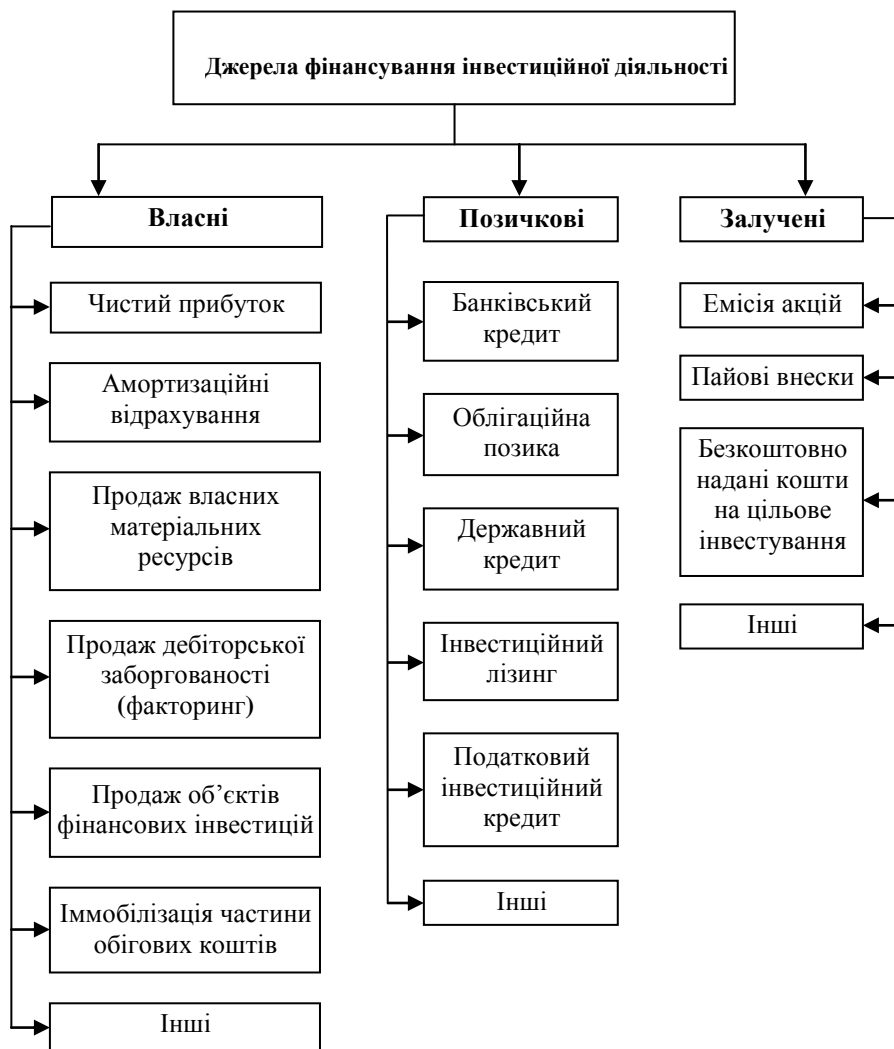 Джерела фінансування інвестиційної діяльності
Власні
Чистий прибуток
Амортизаційні
відрахування
Продаж власних
матеріальних
ресурсів
Продаж дебіторської
заборгованості
(факторинг)
Продаж об’єктів
фінансових інвестицій
Іммобілізація частини
обігових коштів
Інші
Позичкові
Банківський
кредит
Облігаційна
позика
Державний
кредит
Інвестиційний
лізинг
Податковий
інвестиційний
кредит
Інші
Залучені
Емісія акцій
Пайові внески
Безкоштовно
надані кошти
на цільове
інвестування
Інші